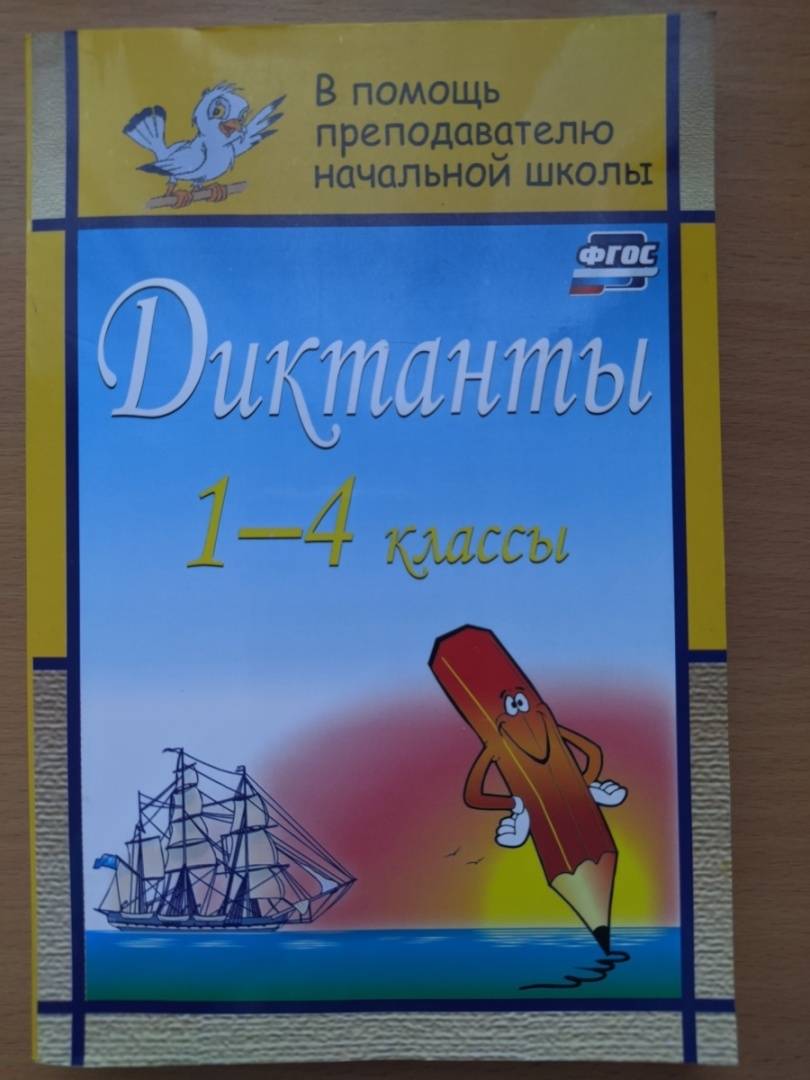 В помощь
преподавателю
начальной школы
ФГОС
Диктанты
1–4 классы